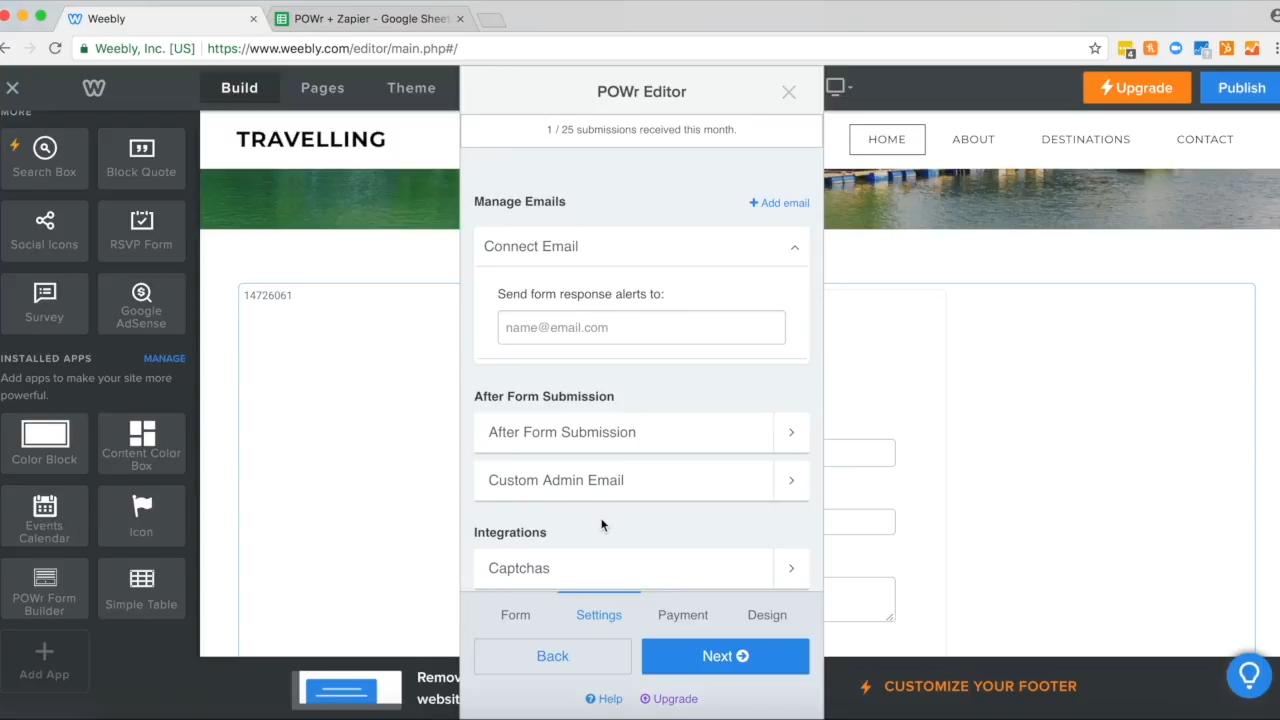 Weebly
POWr + Zapier - Google Sheet
Weebly, Inc. [US]
https://www.weebly.com/editor/main.php#/
4
Build
Pages
Theme
POWr Editor
Upgrade
Publish
1 / 25 submissions received this month.
MORE
Search Box
Block Quote
Social Icons
RSVP Form
Survey
Google
AdSense
INSTALLED APPS
MANAGE
Add apps to make your site more
powerful.
Color Block
Content Color
Box
Events
Calendar
Icon
POWr Form
Builder
Simple Table
Add App
TRAVELLING
HOME
ABOUT
DESTINATIONS
CONTACT
14726061
Manage Emails
Add email
Connect Email
Send form response alerts to:
name@email.com
After Form Submission
After Form Submission
Custom Admin Email
Integrations
Captchas
Form
Settings
Payment
Design
Back
Next
Help
Upgrade
Remov
websit
CUSTOMIZE YOUR FOOTER